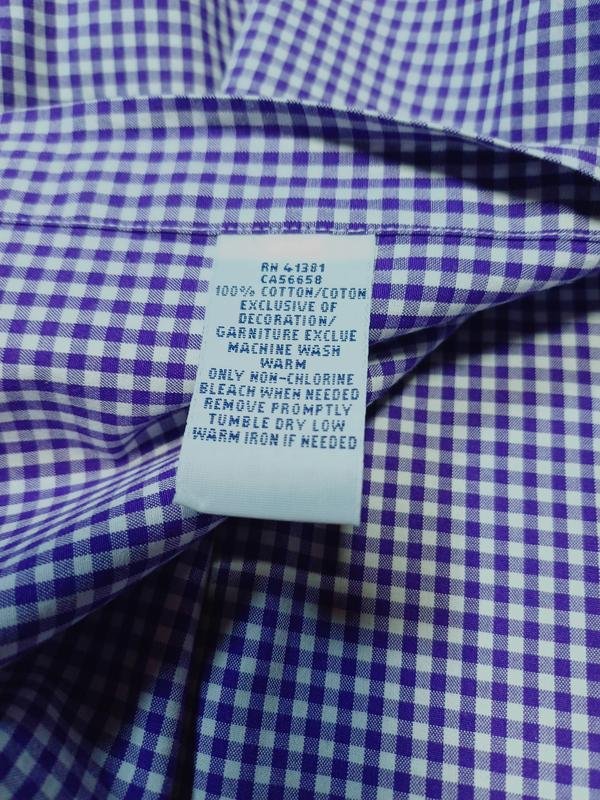 RN 41381
CA56658
100% COTTON/COTON
EXCLUSIVE OF
DECORATION/
GARNITURE EXCLUE
MACHINE WASH
WARM
ONLY NON-CHLORINE
BLEACH WHEN NEEDED
REMOVE PROMPTLY
TUMBLE DRY LOW
WARM IRON IF NEEDED